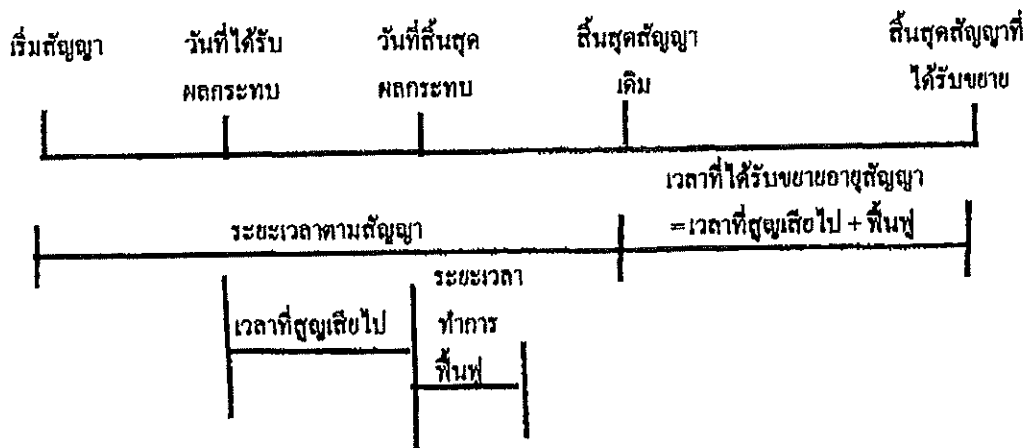 เริ่มสัญญา
วันที่ได้รับ
ผลกระทบ
วันที่สิ้นสุด
ผลกระทบ
สิ้นสุดสัญญา
เดิม
สิ้นสุดสัญญาที่
ได้รับขยาย
เวลาที่ได้รับขยายอายุสัญญา
=เวลาที่สูญเสียไป + ฟื้นฟู
ระยะเวลาตามสัญญา
เวลาที่สูญเสียไป
ระยะเวลา
ทำการ
ฟื้นฟู